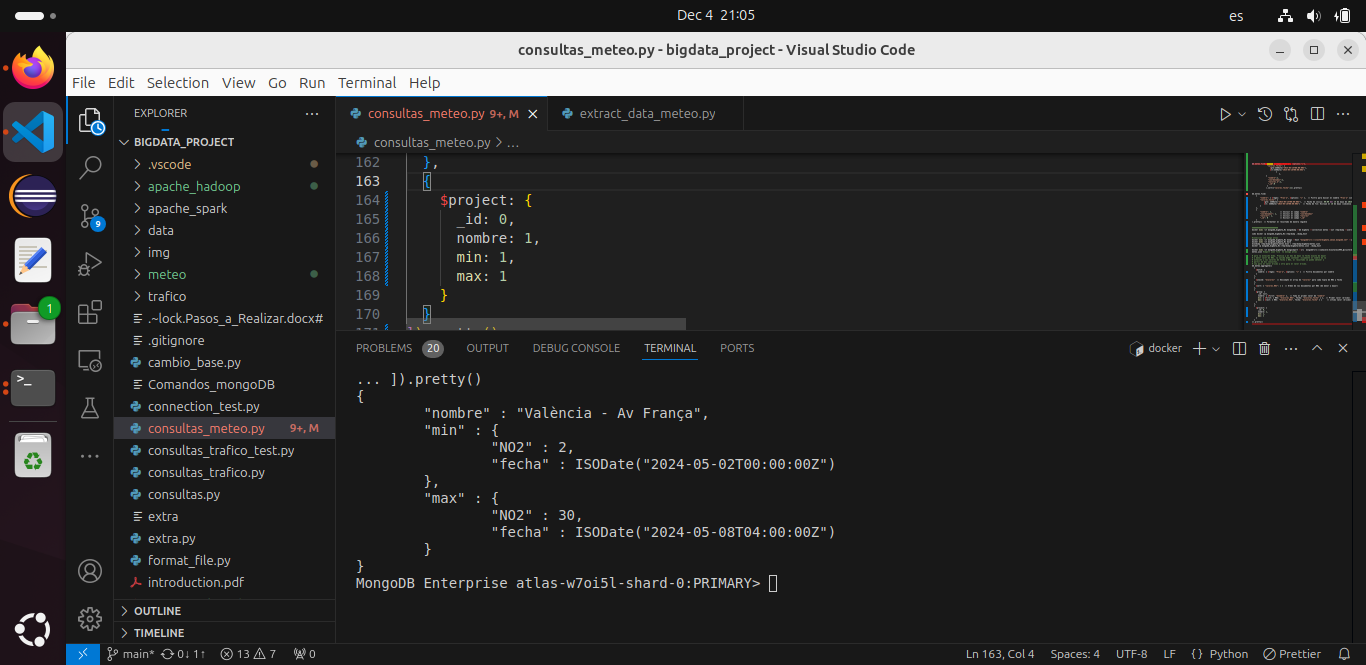 Dec 4 21:05
es
consultas_meteo.py - bigdata_project - Visual Studio Code
File Edit Selection View Go Run Terminal Help
EXPLORER
BIGDATA_PROJECT
.vscode
apache_hadoop
apache_spark
data
img
meteo
trafico
.~lock.Pasos_a_Realizar.docx#
.gitignore
cambio_base.py
Comandos_mongoDB
connection_test.py
consultas_meteo.py 9+, M
consultas_trafico_test.py
consultas_trafico.py
consultas.py
extra
extra.py
format_file.py
introduction.pdf
OUTLINE
TIMELINE
9
1
consultas_meteo.py 9+, M
extract_data_meteo.py
consultas_meteo.py > ...
162 },
163 {
164 $project: {
165 _id: 0,
166 nombre: 1,
167 min: 1,
168 max: 1
169 }
170 }
PROBLEMS 20 OUTPUT DEBUG CONSOLE TERMINAL PORTS
docker
... ]).pretty()
{
"nombre" : "València - Av França",
"min" : {
"NO2" : 2,
"fecha" : ISODate("2024-05-02T00:00:00Z")
},
"max" : {
"NO2" : 30,
"fecha" : ISODate("2024-05-08T04:00:00Z")
}
}
MongoDB Enterprise atlas-w7oi5l-shard-0:PRIMARY>
main* 0↓ 1↑ 13 7 0
Ln 163, Col 4 Spaces: 4 UTF-8 LF { } Python Prettier